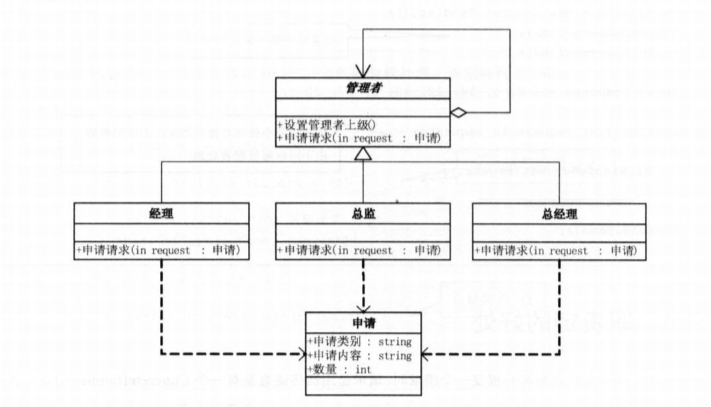 管理者
+设置管理者上级()
+申请请求(in request : 申请)
经理
+申请请求(in request : 申请)
总监
+申请请求(in request : 申请)
总经理
+申请请求(in request : 申请)
申请
+申请类别 : string
+申请内容 : string
+数量 : int